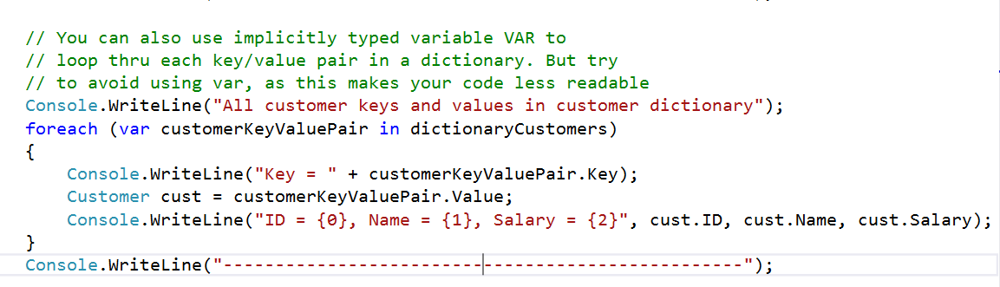 // You can also use implicitly typed variable VAR to
// loop thru each key/value pair in a dictionary. But try
// to avoid using var, as this makes your code less readable
Console.WriteLine("All customer keys and values in customer dictionary");
foreach (var customerKeyValuePair in dictionaryCustomers)
{
    Console.WriteLine("Key = " + customerKeyValuePair.Key);
    Customer cust = customerKeyValuePair.Value;
    Console.WriteLine("ID = {0}, Name = {1}, Salary = {2}", cust.ID, cust.Name, cust.Salary);
}
Console.WriteLine("--------------------------------------------------");